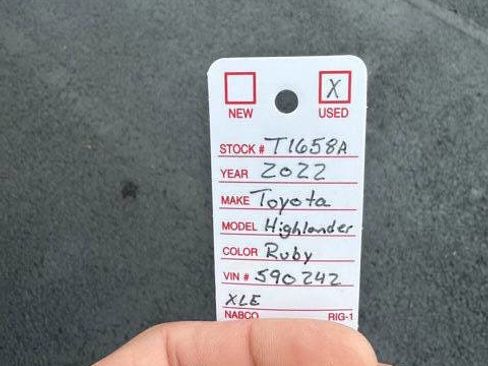 X
NEW USED
STOCK # T1658A
YEAR 2022
MAKE Toyota
MODEL Highlander
COLOR Ruby
VIN # 590242
XLE
NABCO RIG-1